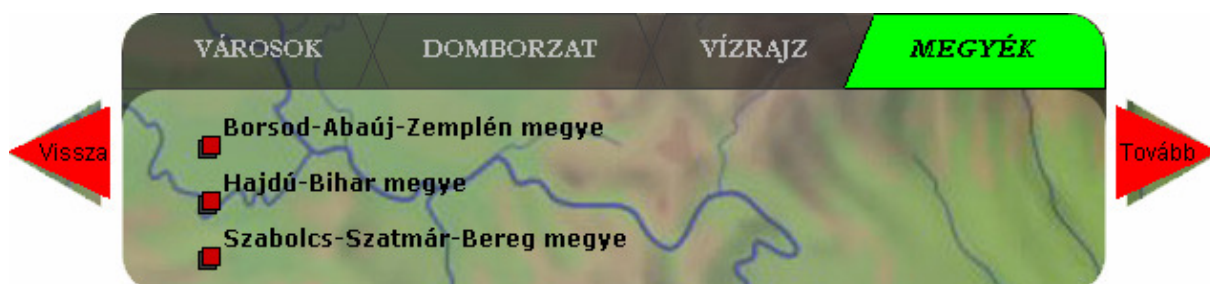 VÁROSOK DOMBORZAT VÍZRAJZ MEGYÉK
Borsod-Abaúj-Zemplén megye
Vissza
Tovább
Hajdú-Bihar megye
Szabolcs-Szatmár-Bereg megye